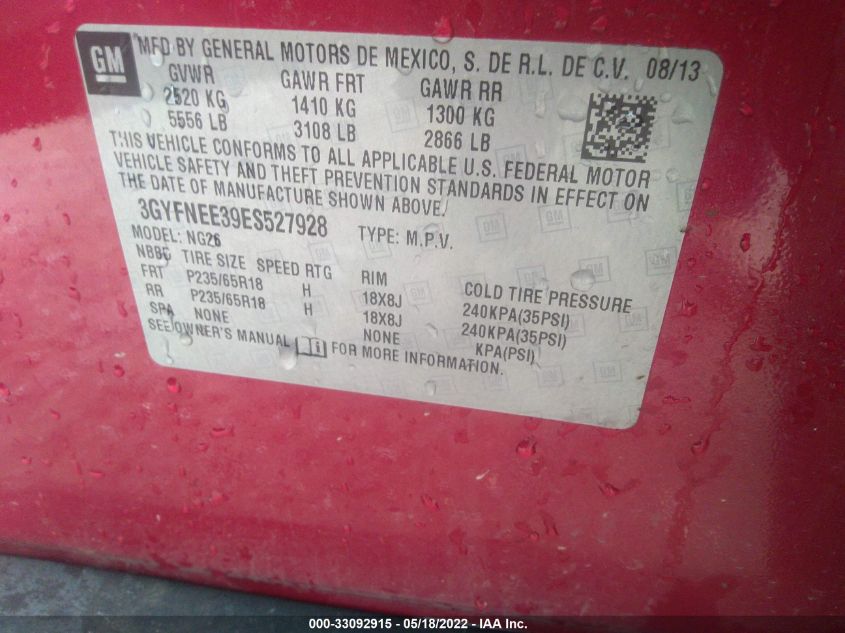 GM
MFD BY GENERAL MOTORS DE MEXICO, S. DE R.L. DE C.V. 08/13
GVWR GAWR FRT GAWR RR
2520 KG 1410 KG 1300 KG
5556 LB 3108 LB 2866 LB
THIS VEHICLE CONFORMS TO ALL APPLICABLE U.S. FEDERAL MOTOR
VEHICLE SAFETY AND THEFT PREVENTION STANDARDS IN EFFECT ON
THE DATE OF MANUFACTURE SHOWN ABOVE.
3GYFNEE39ES527928 TYPE: M.P.V.
MODEL: NG26
NBBG TIRE SIZE SPEED RTG RIM COLD TIRE PRESSURE
FRT P235/65R18 H 18X8J 240KPA(35PSI)
RR P235/65R18 H 18X8J 240KPA(35PSI)
SPA NONE NONE KPA(PSI)
SEE OWNER'S MANUAL FOR MORE INFORMATION.
000-33092915 - 05/18/2022 - IAA Inc.